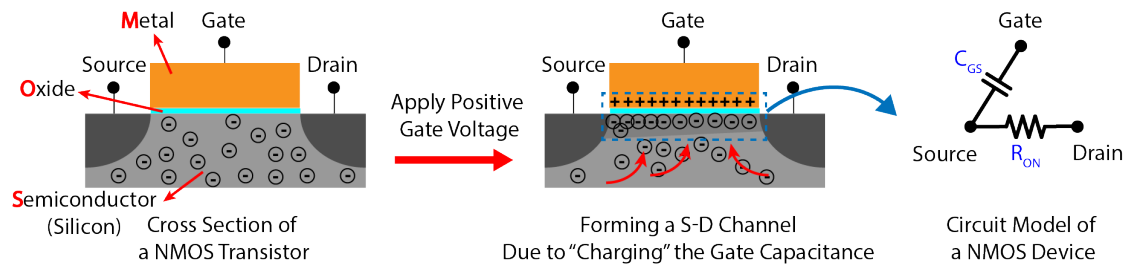 Metal
Gate
Source
Drain
Oxide
Semiconductor
(Silicon)
Cross Section of
a NMOS Transistor
Apply Positive
Gate Voltage
Gate
Source
Drain
+ + + + + + + + + + + +
Forming a S-D Channel
Due to “Charging” the Gate Capacitance
Gate
CGS
Source
RON
Drain
Circuit Model of
a NMOS Device